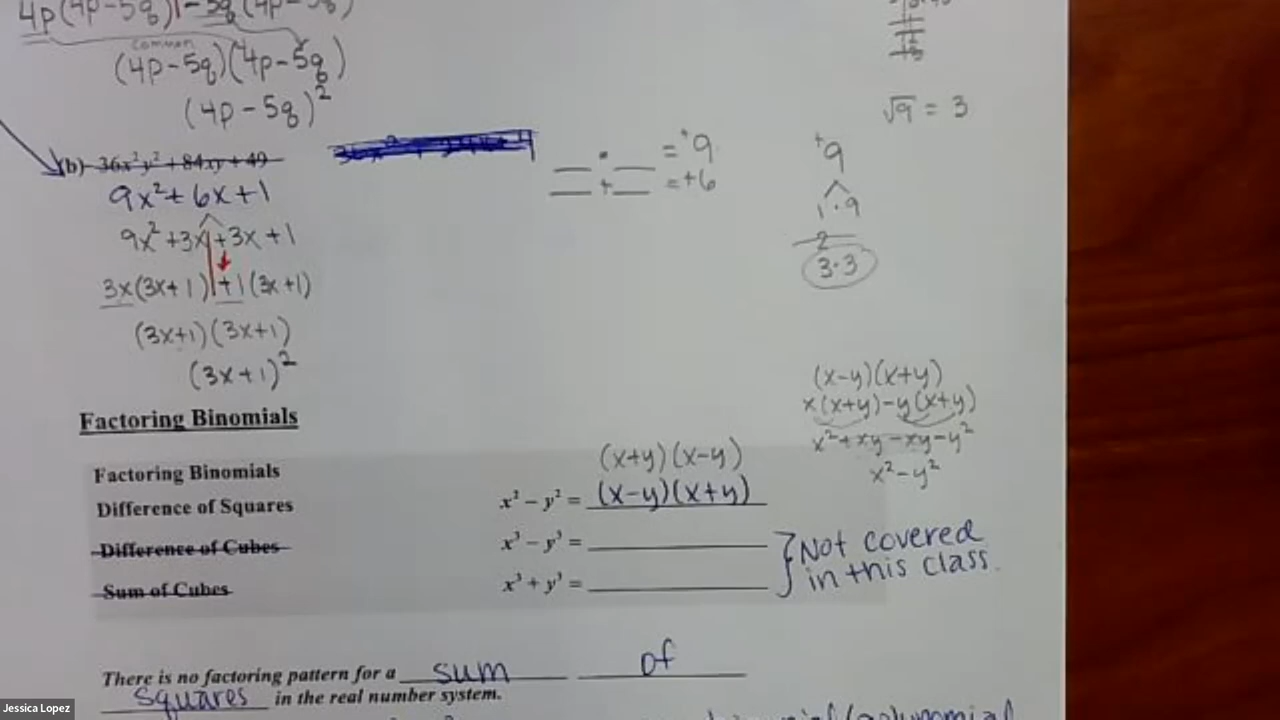 4p(4p-5q) -5q(4p-5q)
common
(4p-5q)(4p-5q)
(4p-5q)²
√9 = 3
(b) 36x²y² + 84xy + 49
9x² + 6x + 1
9x² + 3x + 3x + 1
3x(3x+1) + 1(3x+1)
(3x+1)(3x+1)
(3x+1)²
__ · __ = +9
__ + __ = +6
+9
1·9
2
3·3
(x-y)(x+y)
x(x+y)-y(x+y)
x²+xy-xy-y²
x²-y²
Factoring Binomials
Factoring Binomials
(x+y)(x-y)
Difference of Squares x² - y² = (x-y)(x+y)
Difference of Cubes x³ - y³ = ____
Sum of Cubes x³ + y³ = ____
Not covered
in this class.
There is no factoring pattern for a sum of
squares in the real number system.
Jessica Lopez